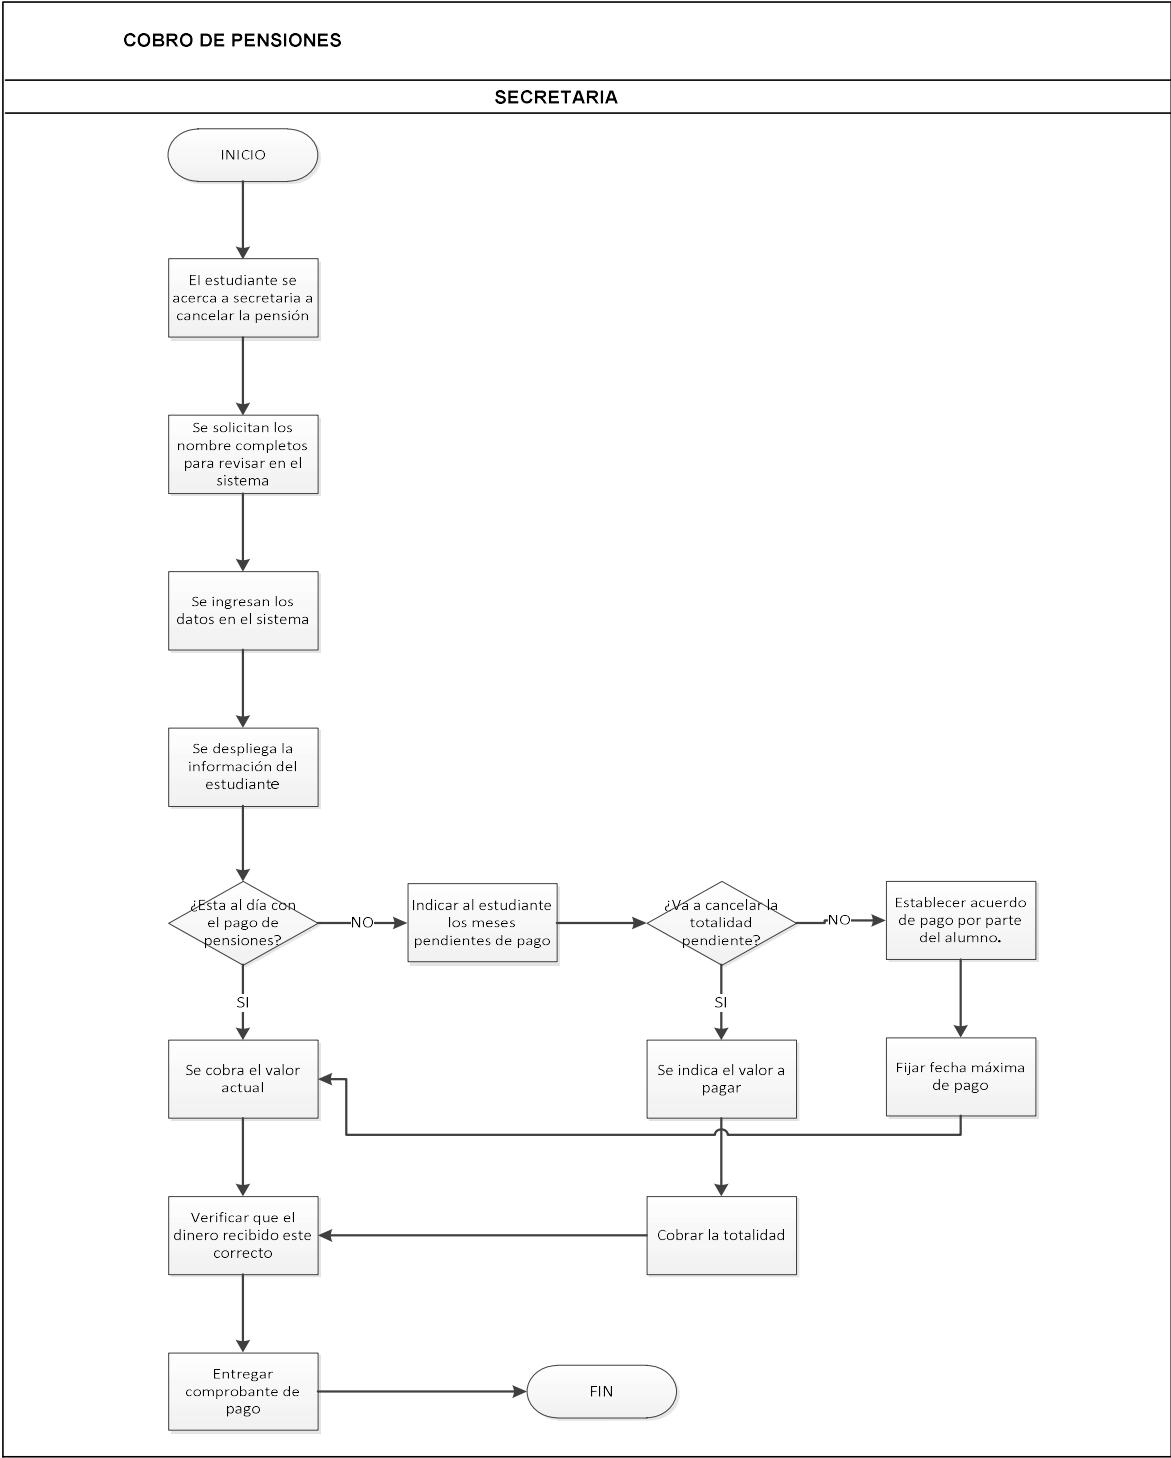 COBRO DE PENSIONES
SECRETARIA
INICIO
El estudiante se
acerca a secretaria a
cancelar la pensión
Se solicitan los
nombre completos
para revisar en el
sistema
Se ingresan los
datos en el sistema
Se despliega la
información del
estudiante
¿Esta al día con
el pago de
pensiones?
NO
Indicar al estudiante
los meses
pendientes de pago
¿Va a cancelar la
totalidad
pendiente?
NO
Establecer acuerdo
de pago por parte
del alumno.
SI
SI
Se cobra el valor
actual
Se indica el valor a
pagar
Fijar fecha máxima
de pago
Verificar que el
dinero recibido este
correcto
Cobrar la totalidad
Entregar
comprobante de
pago
FIN